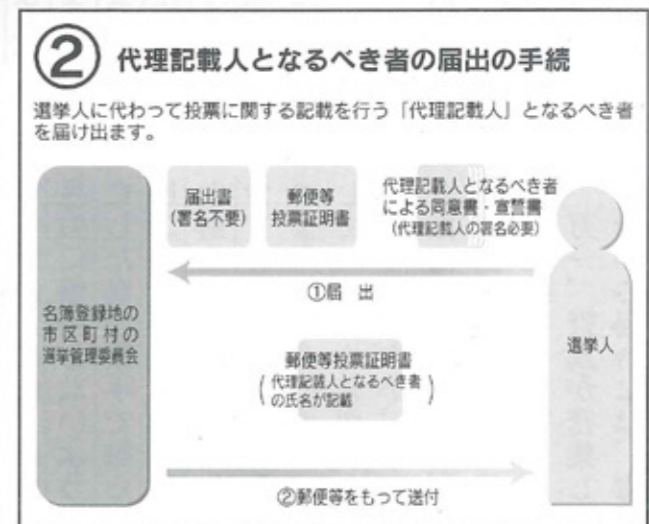 ② 代理記載人となるべき者の届出の手続
選挙人に代わって投票に関する記載を行う「代理記載人」となるべき者
を届け出ます。
届出書
(署名不要)
郵便等
投票証明書
代理記載人となるべき者
による同意書・宣誓書
(代理記載人の署名必要)
①届 出
名簿登録地の
市区町村の
選挙管理委員会
選挙人
郵便等投票証明書
(代理記載人となるべき者
の氏名が記載)
②郵便等をもって送付